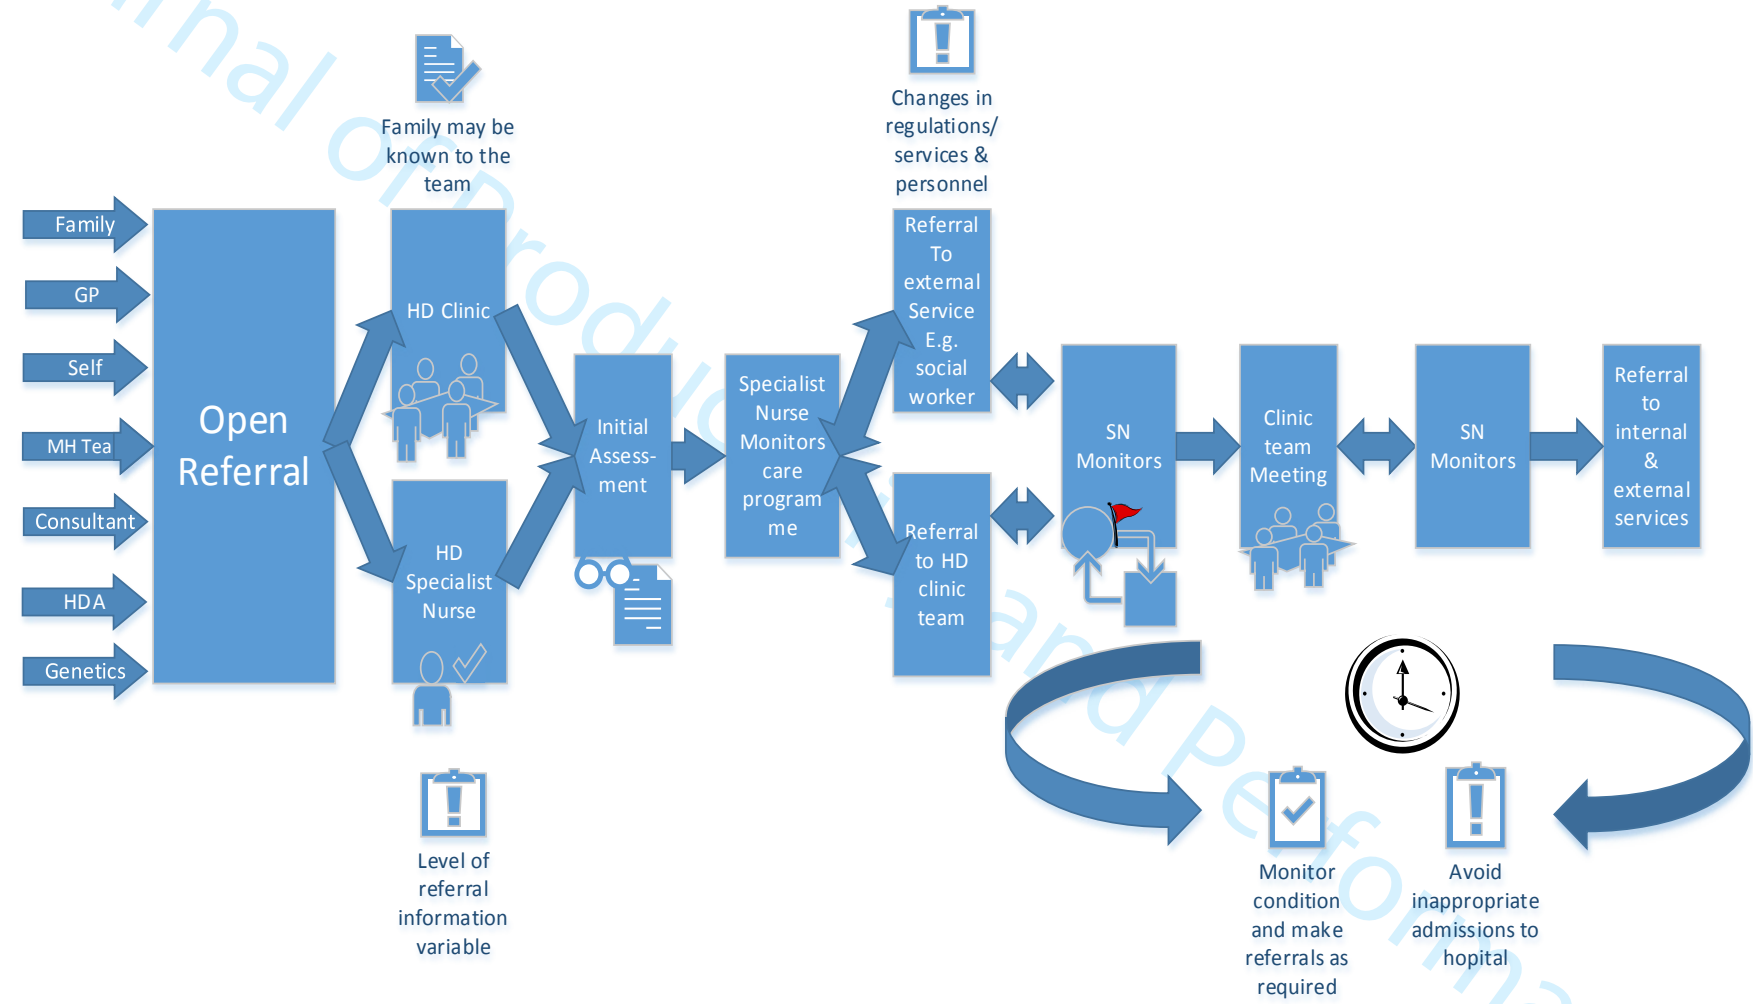 Family may be
known to the
team
Changes in
regulations/
services &
personnel
Family
GP
Self
MH Tea
Consultant
HDA
Genetics
Open
Referral
HD Clinic
HD
Specialist
Nurse
Level of
referral
information
variable
Initial
Assess-
ment
Specialist
Nurse
Monitors
care
program
me
Referral
To
external
Service
E.g.
social
worker
Referral
to HD
clinic
team
SN
Monitors
Clinic
team
Meeting
SN
Monitors
Referral
to
internal
&
external
services
Monitor
condition
and make
referrals as
required
Avoid
inappropriate
admissions to
hopital